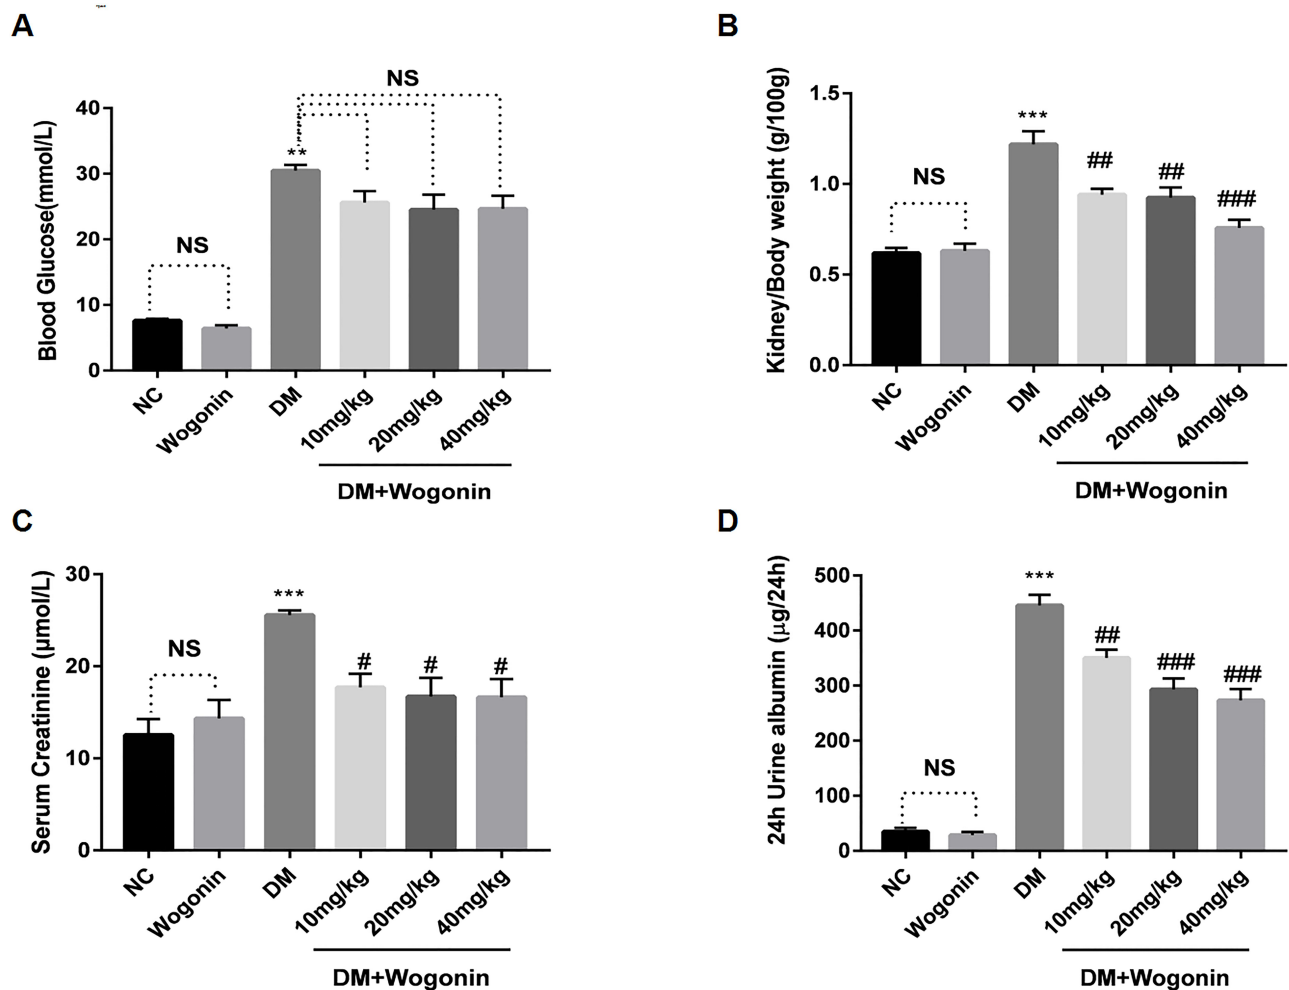 A
Blood Glucose(mmol/L)
40
30
20
10
0
NS
**
NS
NC
Wogonin
DM
10mg/kg
20mg/kg
40mg/kg
DM+Wogonin
B
Kidney/Body weight (g/100g)
1.5
1.0
0.5
0.0
NS
***
##
##
###
NC
Wogonin
DM
10mg/kg
20mg/kg
40mg/kg
DM+Wogonin
C
Serum Creatinine (μmol/L)
30
20
10
0
NS
***
#
#
#
NC
Wogonin
DM
10mg/kg
20mg/kg
40mg/kg
DM+Wogonin
D
24h Urine albumin (μg/24h)
500
400
300
200
100
0
NS
***
##
###
###
NC
Wogonin
DM
10mg/kg
20mg/kg
40mg/kg
DM+Wogonin